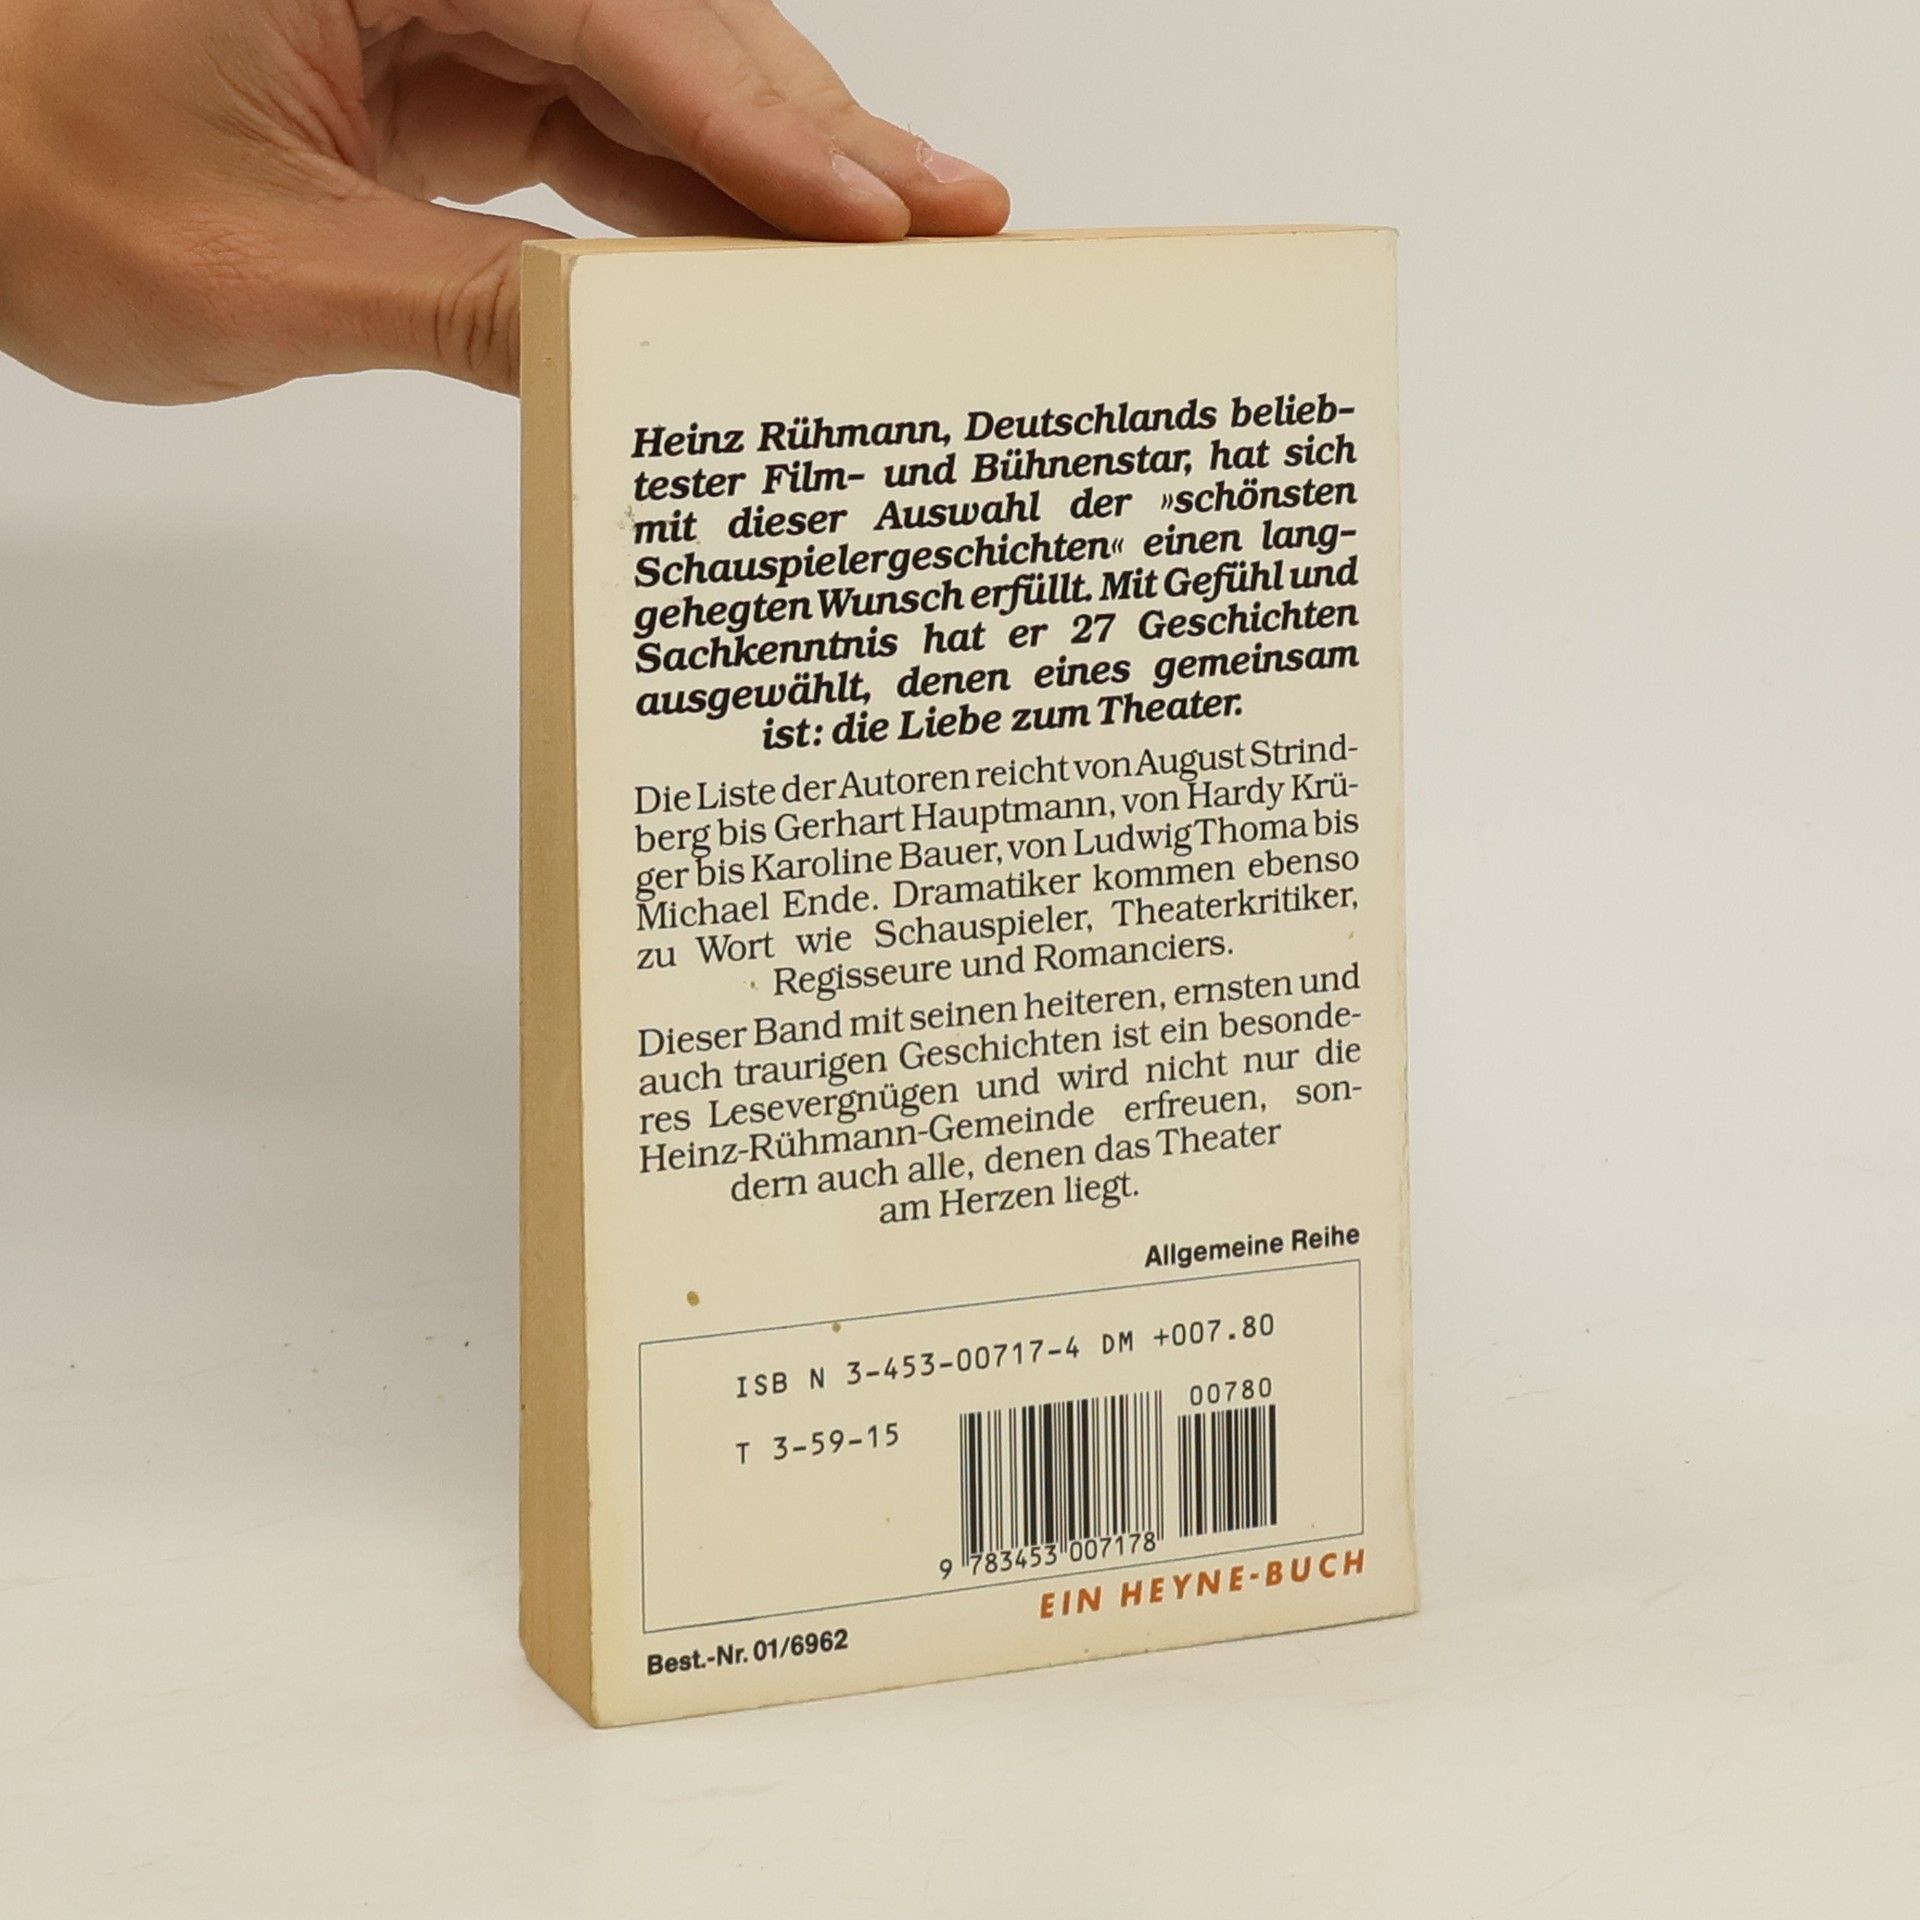 Heinz Rühmann, Deutschlands belieb-
tester Film- und Bühnenstar, hat sich
mit dieser Auswahl der »schönsten
Schauspielergeschichten« einen lang-
gehegten Wunsch erfüllt. Mit Gefühl und
Sachkenntnis hat er 27 Geschichten
ausgewählt, denen eines gemeinsam
ist: die Liebe zum Theater.
Die Liste der Autoren reicht von August Strind-
berg bis Gerhart Hauptmann, von Hardy Krü-
ger bis Karoline Bauer, von Ludwig Thoma bis
Michael Ende. Dramatiker kommen ebenso
zu Wort wie Schauspieler, Theaterkritiker,
Regisseure und Romanciers.
Dieser Band mit seinen heiteren, ernsten und
auch traurigen Geschichten ist ein besonde-
res Lesevergnügen und wird nicht nur die
Heinz-Rühmann-Gemeinde erfreuen, son-
dern auch alle, denen das Theater
am Herzen liegt.
Allgemeine Reihe
ISB N 3-453-00717-4 DM +007.80
00780
T 3-59-15
9 783453 007178
EIN HEYNE-BUCH
Best.-Nr. 01/6962